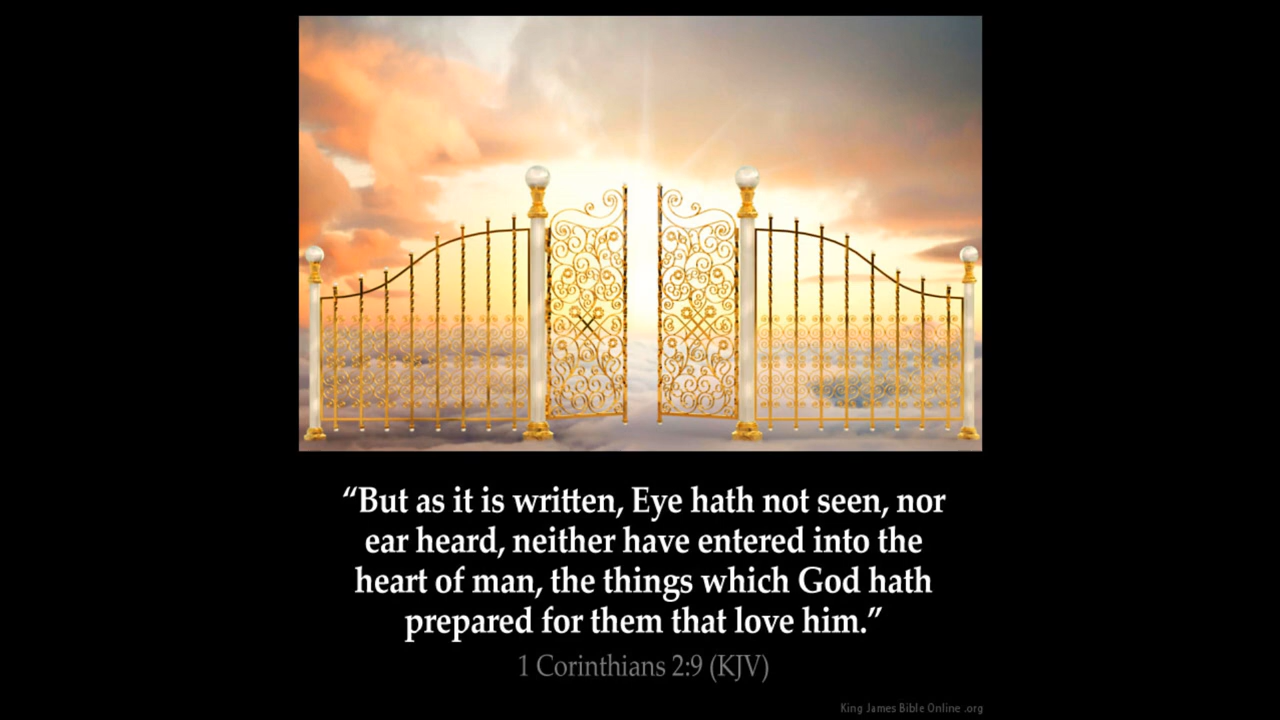 “But as it is written, Eye hath not seen, nor
ear heard, neither have entered into the
heart of man, the things which God hath
prepared for them that love him.”
1 Corinthians 2:9 (KJV)
King James Bible Online .org